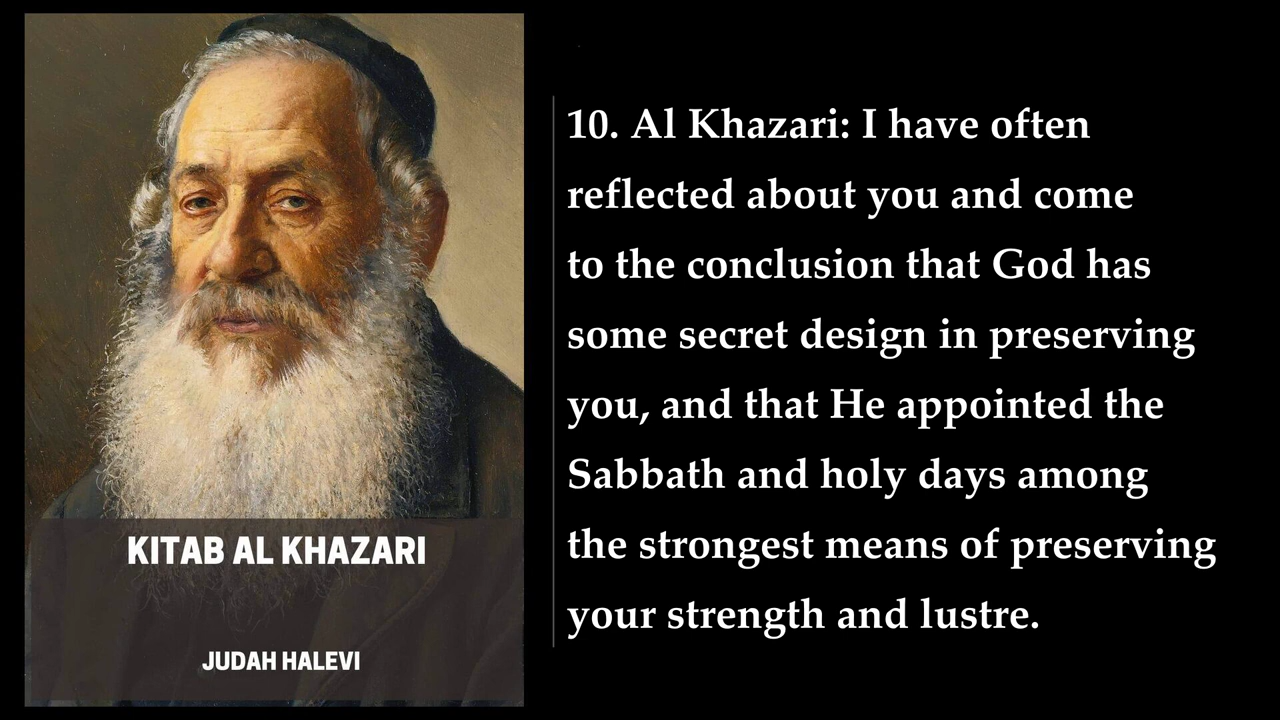 KITAB AL KHAZARI
JUDAH HALEVI
10. Al Khazari: I have often
reflected about you and come
to the conclusion that God has
some secret design in preserving
you, and that He appointed the
Sabbath and holy days among
the strongest means of preserving
your strength and lustre.